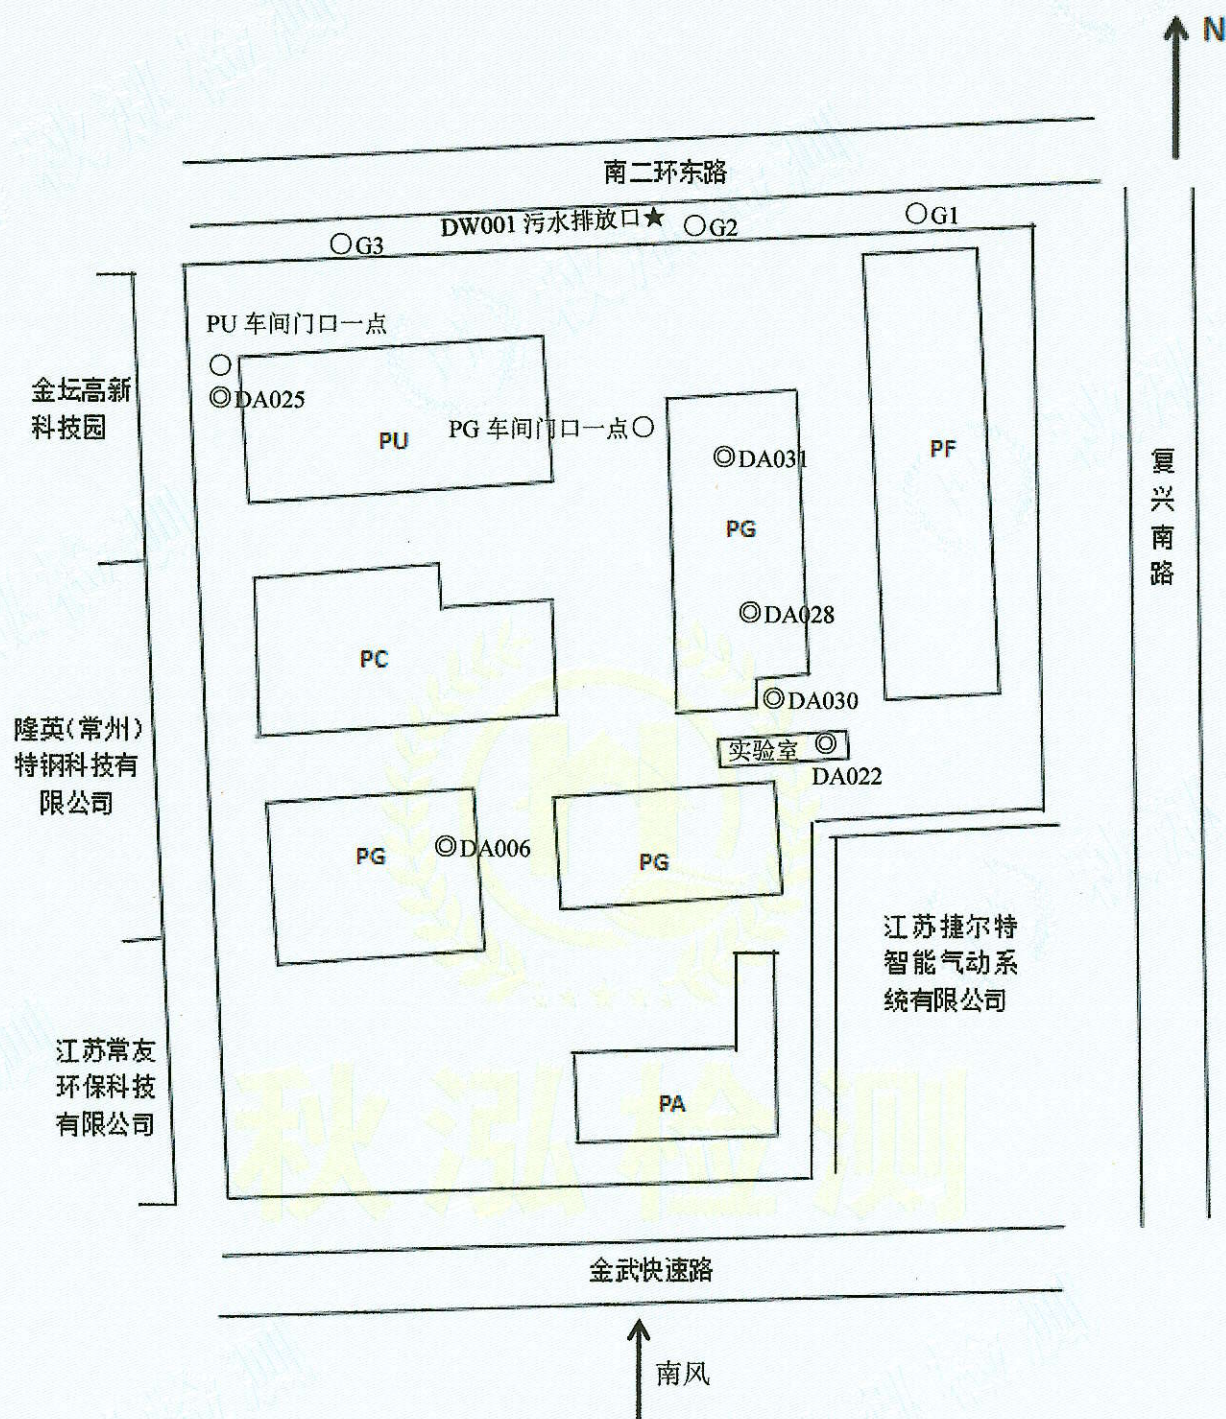 N
南二环东路
DW001 污水排放口★
G2
G1
G3
PU 车间门口一点
DA025
PU
PG 车间门口一点
DA031
PG
DA028
DA030
PF
金坛高新
科技园
复兴南路
PC
隆英(常州)
特钢科技有
限公司
实验室
DA022
PG
DA006
PG
江苏捷尔特
智能气动系
统有限公司
江苏常友
环保科技
有限公司
PA
秋泓检测
金武快速路
南风